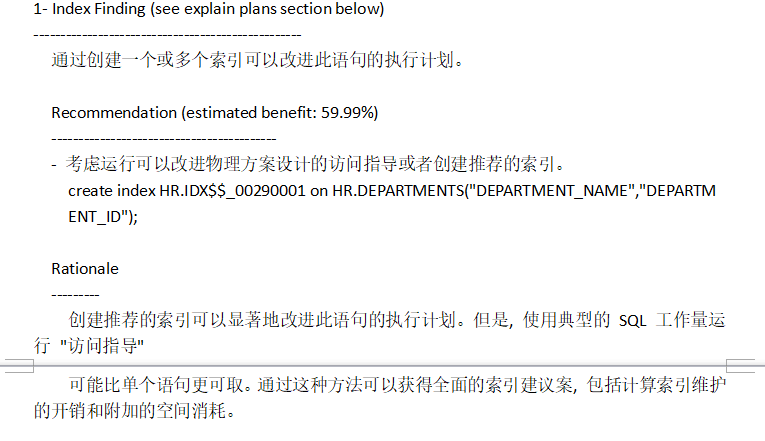 1- Index Finding (see explain plans section below)
--------------------------------------------------
通过创建一个或多个索引可以改进此语句的执行计划。
Recommendation (estimated benefit: 59.99%)
------------------------------------------
- 考虑运行可以改进物理方案设计的访问指导或者创建推荐的索引。
create index HR.IDX$$_00290001 on HR.DEPARTMENTS("DEPARTMENT_NAME","DEPARTM
ENT_ID");
Rationale
---------
创建推荐的索引可以显著地改进此语句的执行计划。但是, 使用典型的 SQL 工作量运
行 "访问指导"
可能比单个语句更可取。通过这种方法可以获得全面的索引建议案, 包括计算索引维护
的开销和附加的空间消耗。